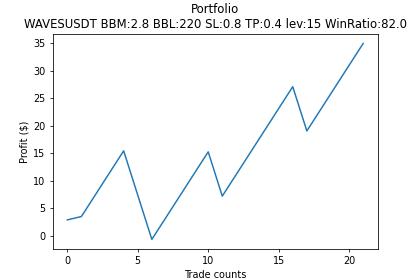 Portfolio
WAVESUSDT BBM:2.8 BBL:220 SL:0.8 TP:0.4 lev:15 WinRatio:82.0
35
30
25
20
15
10
5
0
Profit ($)
0 5 10 15 20
Trade counts